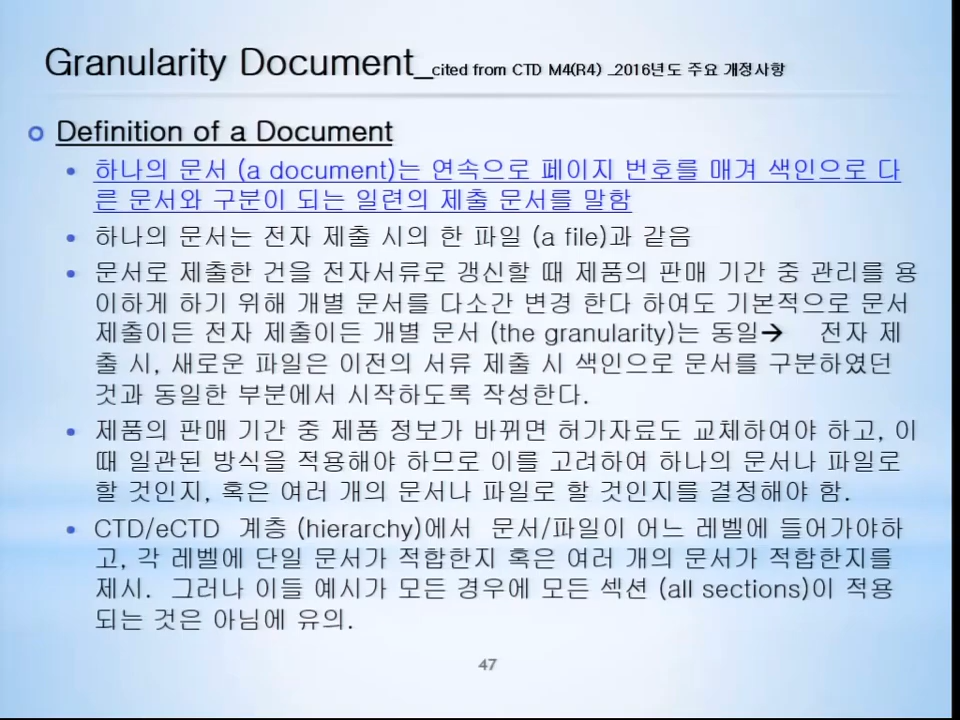 Granularity Document_cited from CTD M4(R4) _2016년도 주요 개정사항
Definition of a Document
하나의 문서 (a document)는 연속으로 페이지 번호를 매겨 색인으로 다
른 문서와 구분이 되는 일련의 제출 문서를 말함
하나의 문서는 전자 제출 시의 한 파일 (a file)과 같음
문서로 제출한 건을 전자서류로 갱신할 때 제품의 판매 기간 중 관리를 용
이하게 하기 위해 개별 문서를 다소간 변경 한다 하여도 기본적으로 문서
제출이든 전자 제출이든 개별 문서 (the granularity)는 동일→ 전자 제
출 시, 새로운 파일은 이전의 서류 제출 시 색인으로 문서를 구분하였던
것과 동일한 부분에서 시작하도록 작성한다.
제품의 판매 기간 중 제품 정보가 바뀌면 허가자료도 교체하여야 하고, 이
때 일관된 방식을 적용해야 하므로 이를 고려하여 하나의 문서나 파일로
할 것인지, 혹은 여러 개의 문서나 파일로 할 것인지를 결정해야 함.
CTD/eCTD 계층 (hierarchy)에서 문서/파일이 어느 레벨에 들어가야하
고, 각 레벨에 단일 문서가 적합한지 혹은 여러 개의 문서가 적합한지를
제시. 그러나 이들 예시가 모든 경우에 모든 섹션 (all sections)이 적용
되는 것은 아님에 유의.
47